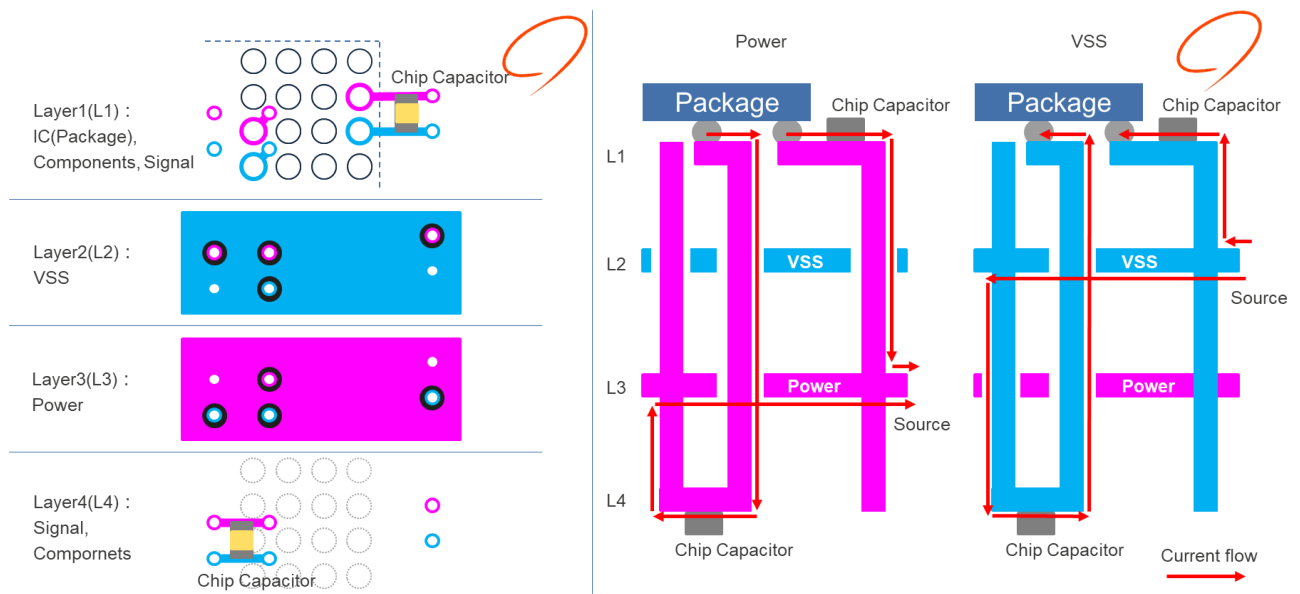 Chip Capacitor
Layer1(L1)：
IC(Package),
Components, Signal
Layer2(L2)：
VSS
Layer3(L3)：
Power
Layer4(L4)：
Signal,
Compornets
Chip Capacitor
Power
VSS
Package
Chip Capacitor
Package
Chip Capacitor
L1
L2
VSS
VSS
Source
L3
Power
Power
Source
L4
Chip Capacitor
Chip Capacitor
Current flow